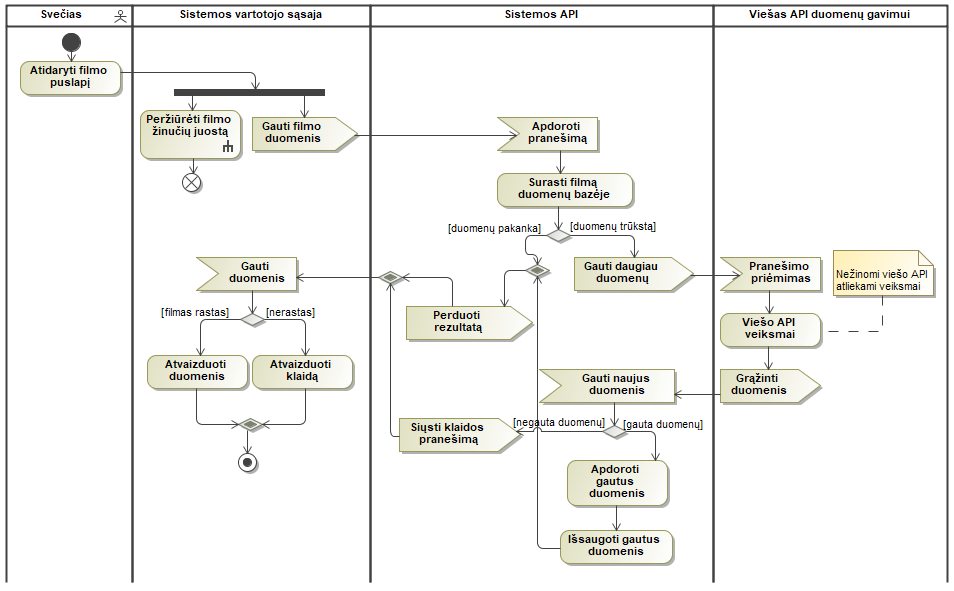 Svečias
Sistemos vartotojo sąsaja
Sistemos API
Viešas API duomenų gavimui
Atidaryti filmo
puslapį
Peržiūrėti filmo
žinučių juostą
Gauti filmo
duomenis
Apdoroti
pranešimą
Surasti filmą
duomenų bazėje
[duomenų pakanka]
[duomenų trūkstą]
Gauti
duomenis
Gauti daugiau
duomenų
Pranešimo
priėmimas
Nežinomi viešo API
atliekami veiksmai
[filmas rastas]
[nerastas]
Perduoti
rezultatą
Viešo API
veiksmai
Atvaizduoti
duomenis
Atvaizduoti
klaidą
Gauti naujus
duomenis
Grąžinti
duomenis
Siųsti klaidos
pranešimą
[negauta duomenų]
[gauta duomenų]
Apdoroti
gautus
duomenis
Išsaugoti gautus
duomenis